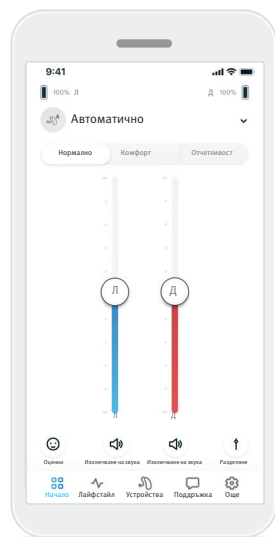 9:41
100% Л Д 100%
Автоматично
Нормално Комфорт Отчетливост
Л Д
Л Д
Оценки Изключване на звука Изключване на звука Разделяне
Начало Лайфстайл Устройства Поддръжка Още